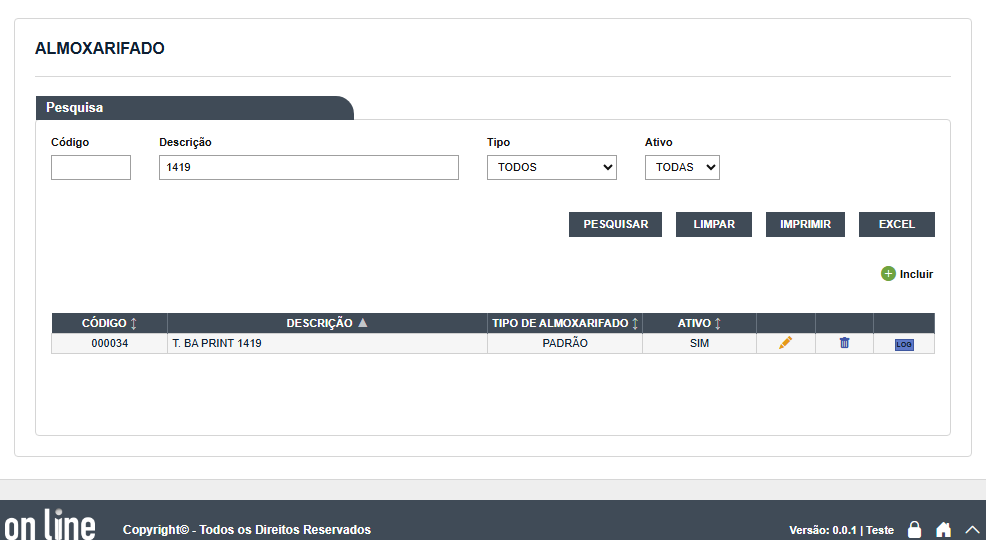 ALMOXARIFADO
Pesquisa
Código Descrição Tipo Ativo
1419 TODOS TODAS
PESQUISAR LIMPAR IMPRIMIR EXCEL
Incluir
CÓDIGO DESCRIÇÃO TIPO DE ALMOXARIFADO ATIVO
000034 T. BA PRINT 1419 PADRÃO SIM LOG
on line Copyright© - Todos os Direitos Reservados Versão: 0.0.1 | Teste